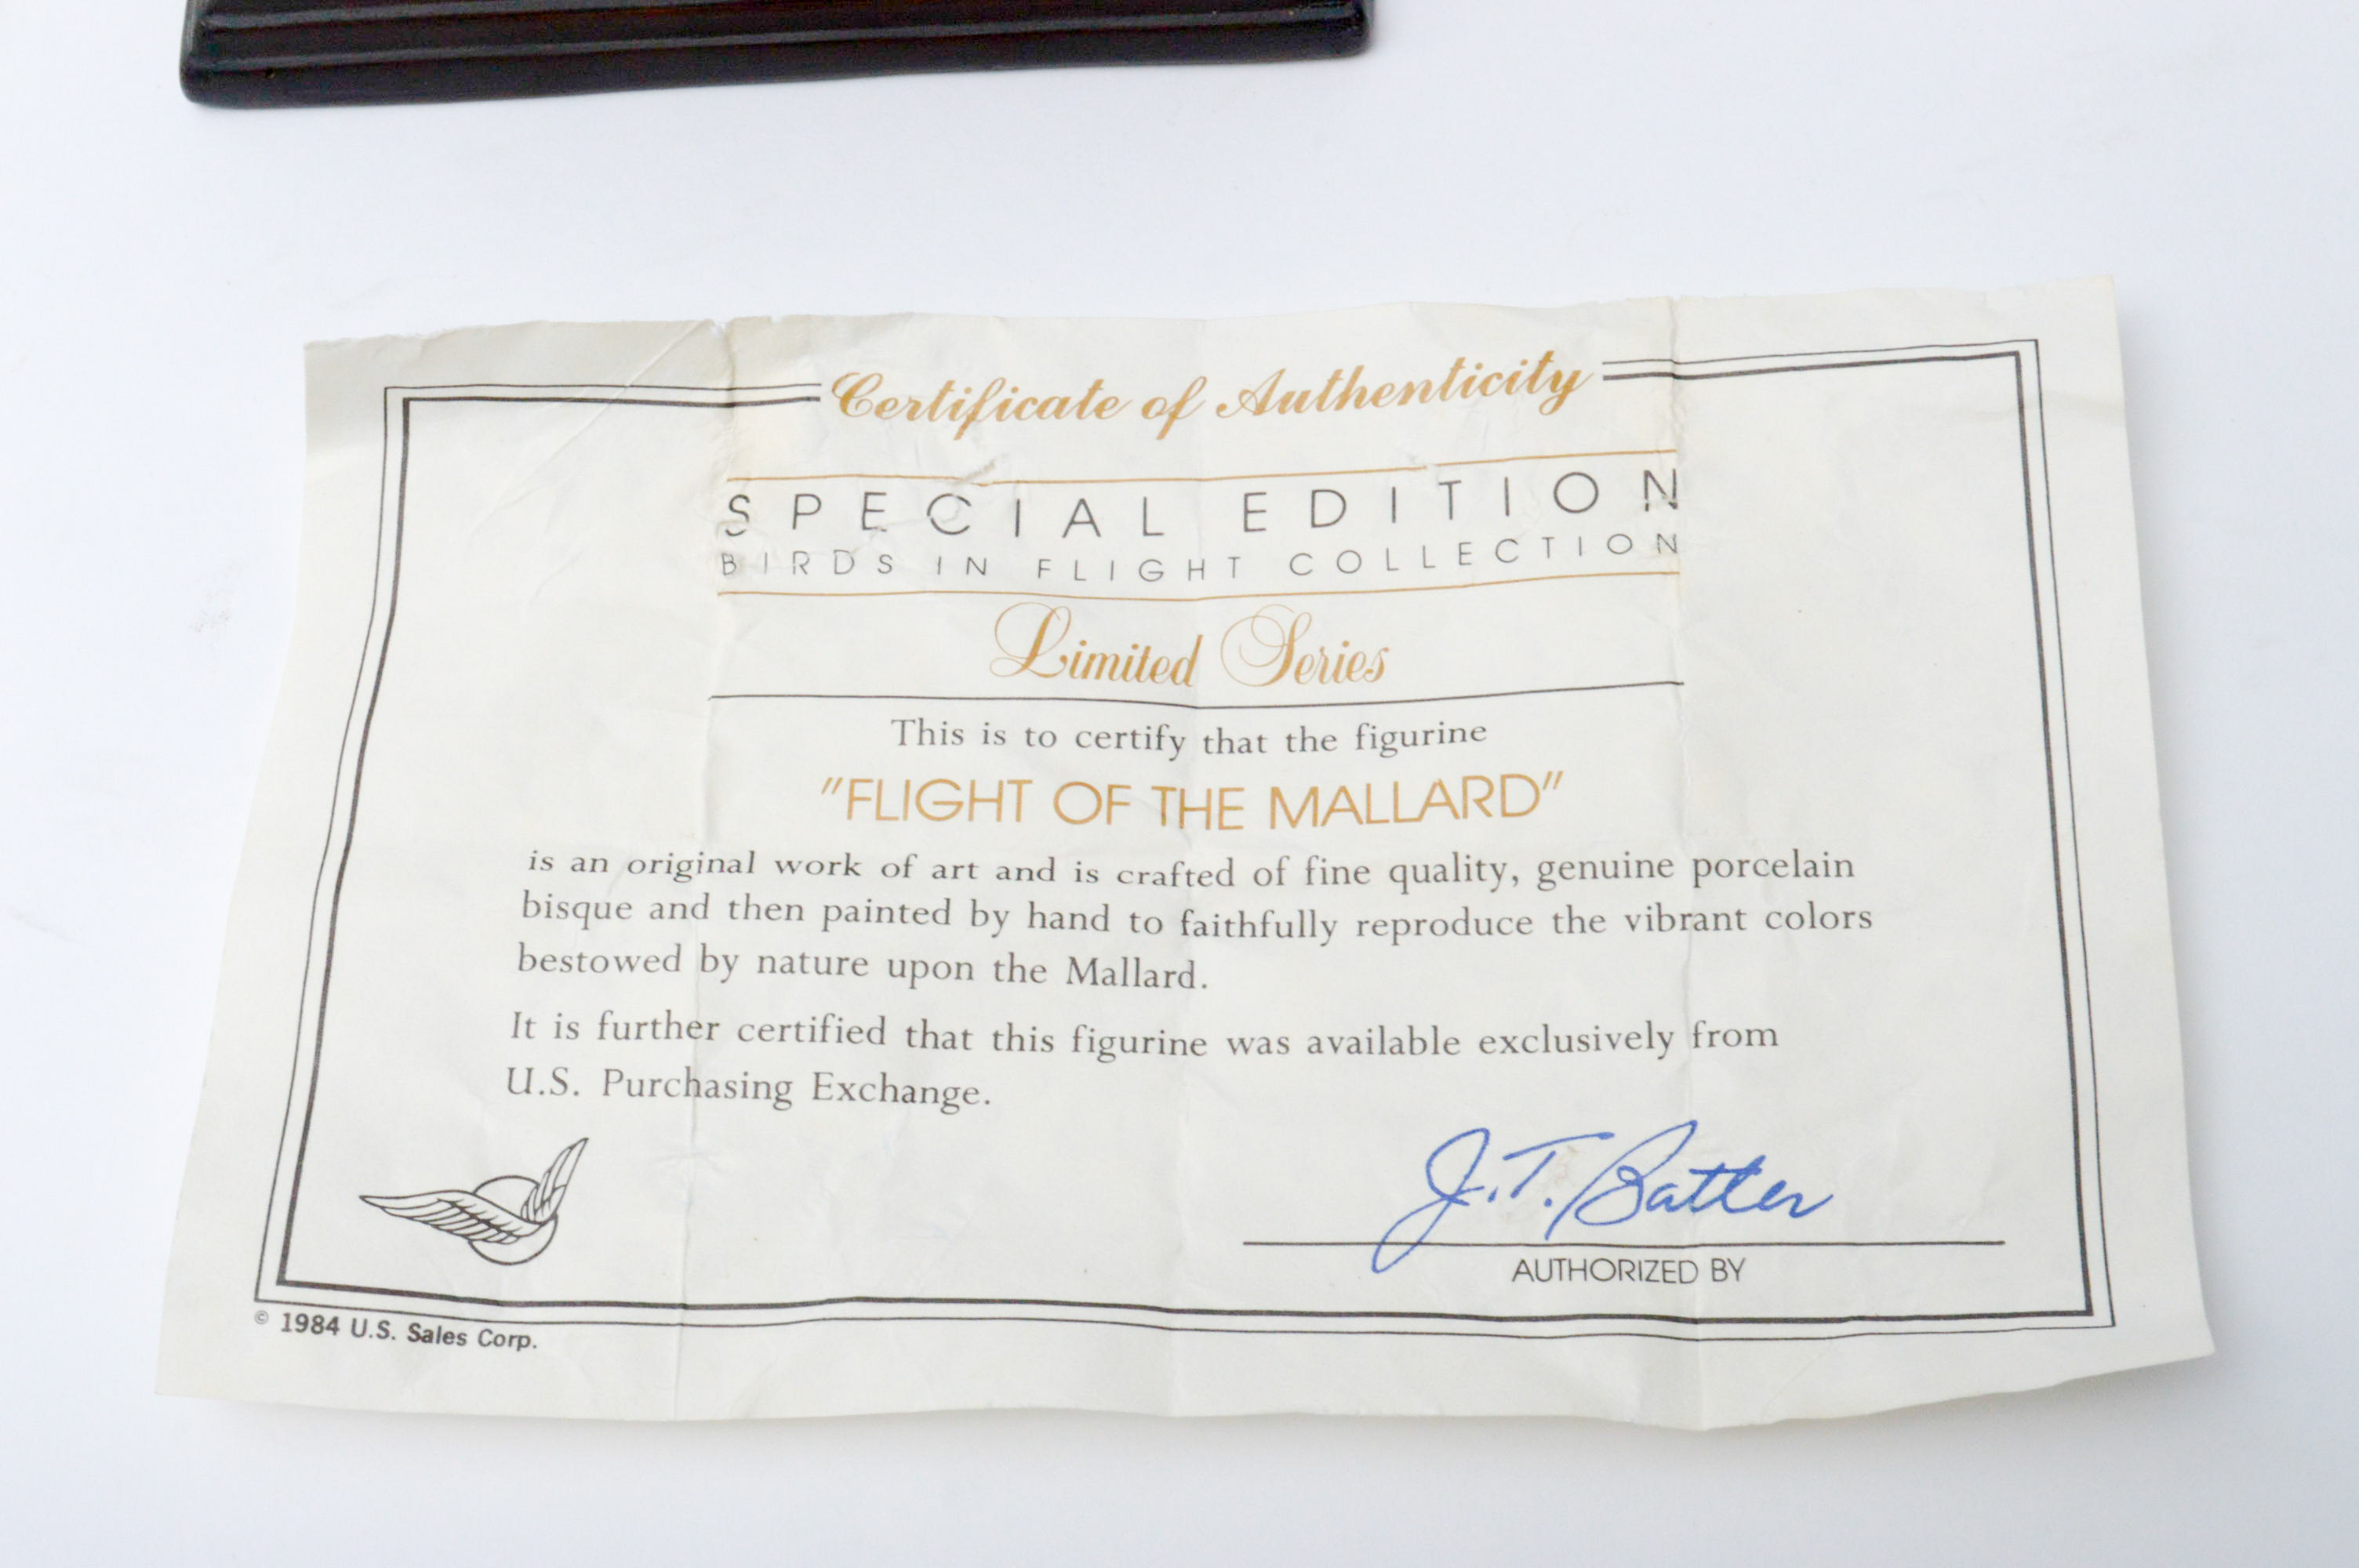 Certificate of Authenticity
SPECIAL EDITION
BIRDS IN FLIGHT COLLECTION
Limited Series
This is to certify that the figurine
"FLIGHT OF THE MALLARD"
is an original work of art and is crafted of fine quality, genuine porcelain
bisque and then painted by hand to faithfully reproduce the vibrant colors
bestowed by nature upon the Mallard.
It is further certified that this figurine was available exclusively from
U.S. Purchasing Exchange.
J.T. Batler
AUTHORIZED BY
© 1984 U.S. Sales Corp.